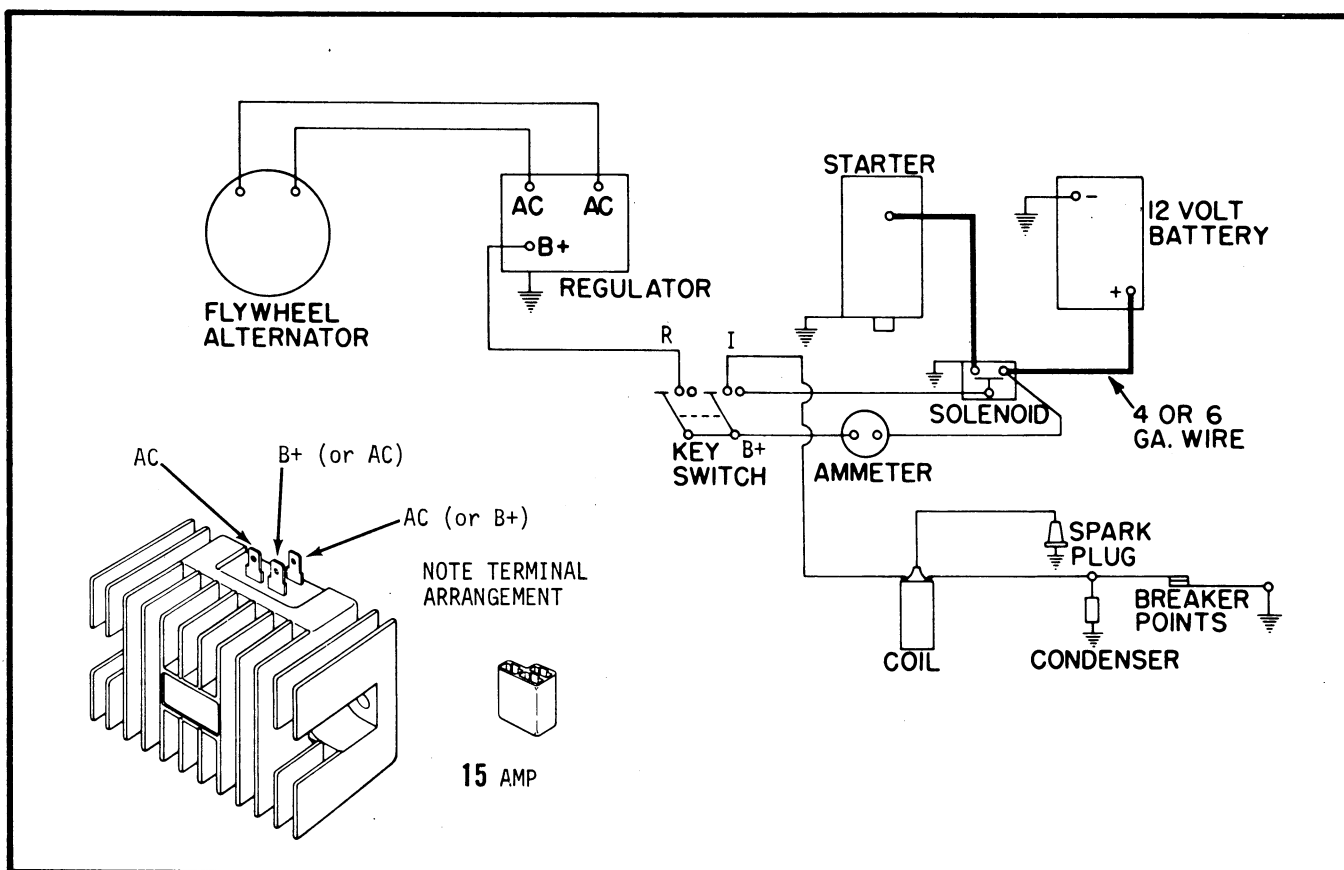 STARTER
AC AC
B+
REGULATOR
-
12 VOLT
BATTERY
+
FLYWHEEL
ALTERNATOR
R
I
SOLENOID
4 OR 6
GA. WIRE
KEY
SWITCH
B+
AMMETER
AC
B+ (or AC)
AC (or B+)
NOTE TERMINAL
ARRANGEMENT
SPARK
PLUG
BREAKER
POINTS
COIL
CONDENSER
15 AMP